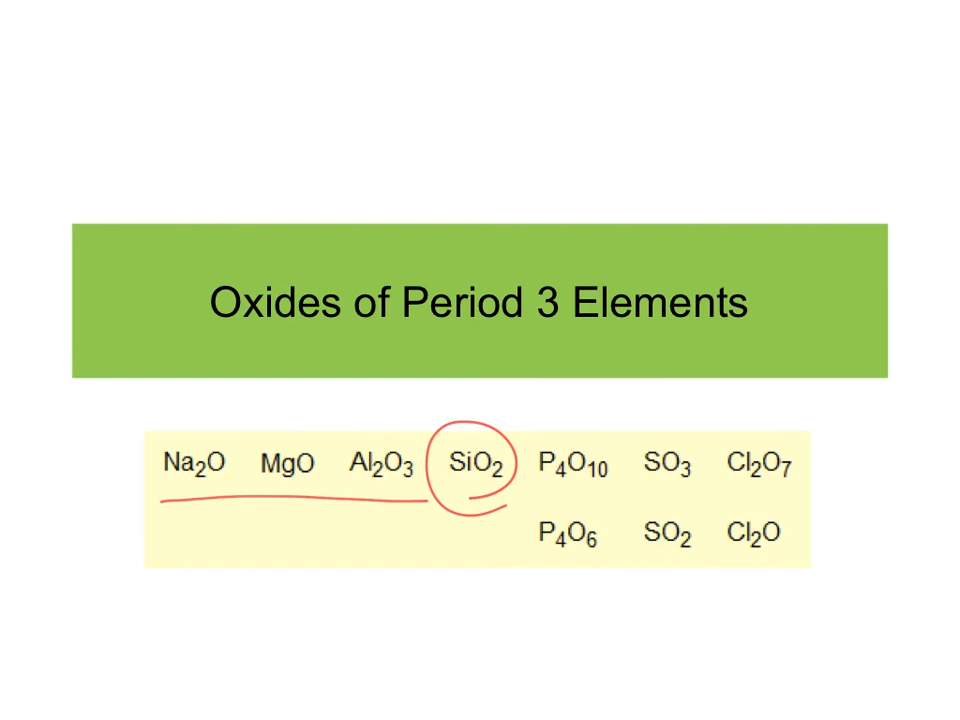 Oxides of Period 3 Elements
Na₂O MgO Al₂O₃ SiO₂ P₄O₁₀ SO₃ Cl₂O₇
P₄O₆ SO₂ Cl₂O